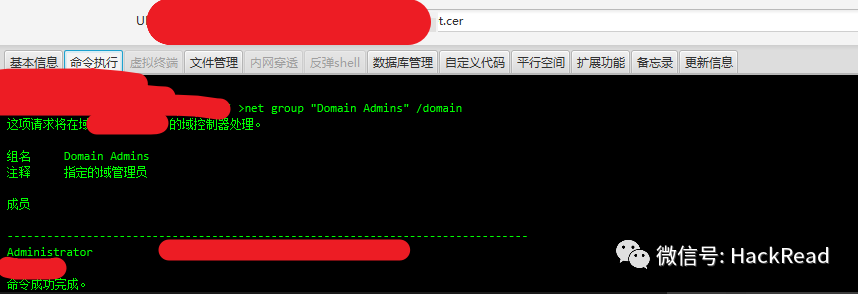 UR t.cer
基本信息 命令执行 虚拟终端 文件管理 内网穿透 反弹shell 数据库管理 自定义代码 平行空间 扩展功能 备忘录 更新信息
>net group "Domain Admins" /domain
这项请求将在域 的域控制器处理。
组名 Domain Admins
注释 指定的域管理员
成员
-------------------------------------------------------------------------------
Administrator
命令成功完成。
微信号: HackRead